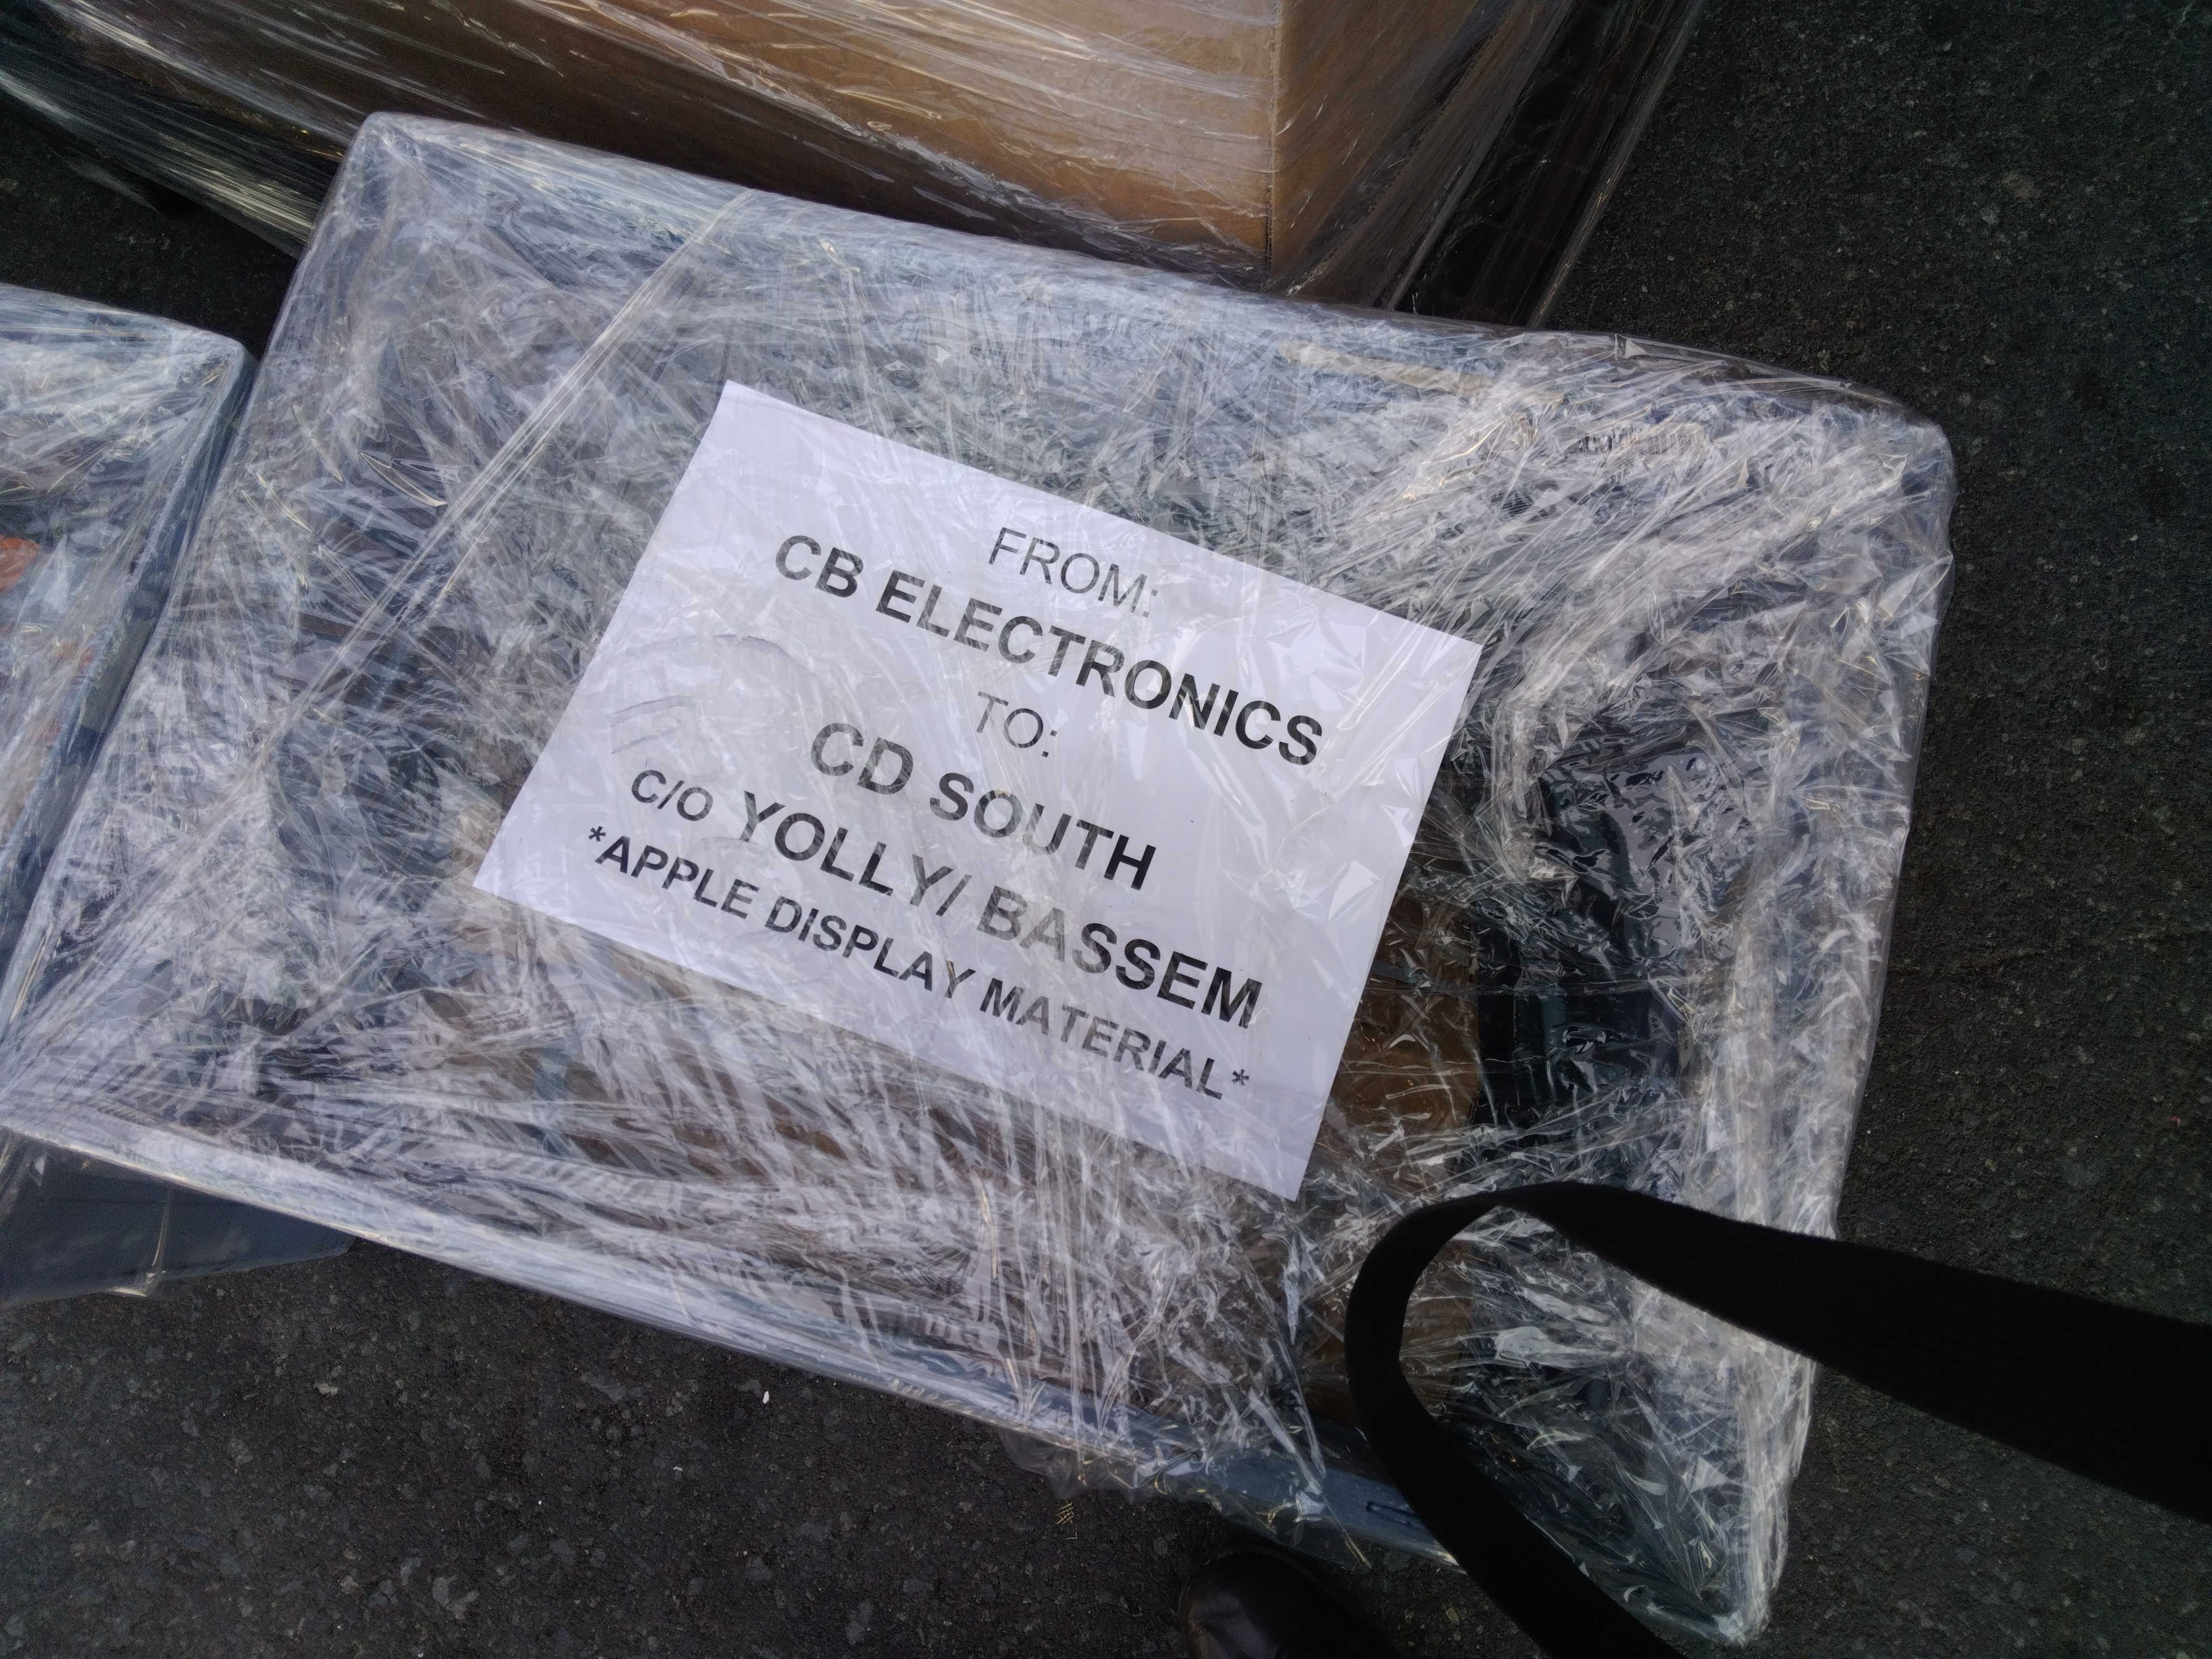 FROM:
CB ELECTRONICS
TO:
CD SOUTH
C/O YOLLY/ BASSEM
*APPLE DISPLAY MATERIAL*